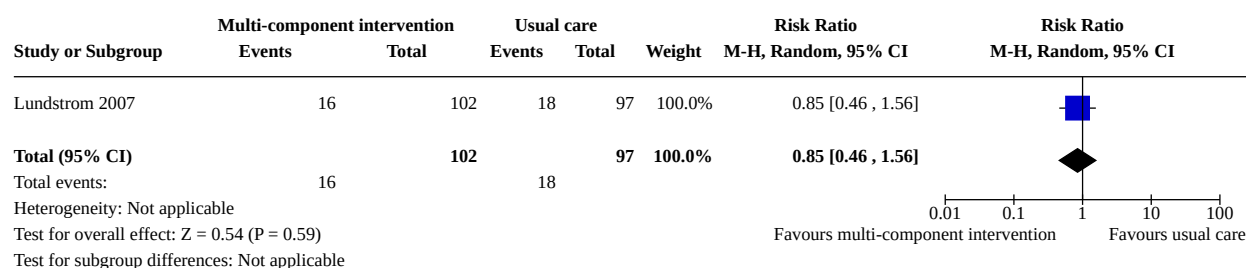 Multi-component intervention Usual care Risk Ratio Risk Ratio
Study or Subgroup Events Total Events Total Weight M-H, Random, 95% CI M-H, Random, 95% CI
Lundstrom 2007 16 102 18 97 100.0% 0.85 [0.46 , 1.56]
Total (95% CI) 102 97 100.0% 0.85 [0.46 , 1.56]
Total events: 16 18
Heterogeneity: Not applicable
0.01 0.1 1 10 100
Test for overall effect: Z = 0.54 (P = 0.59) Favours multi-component intervention Favours usual care
Test for subgroup differences: Not applicable